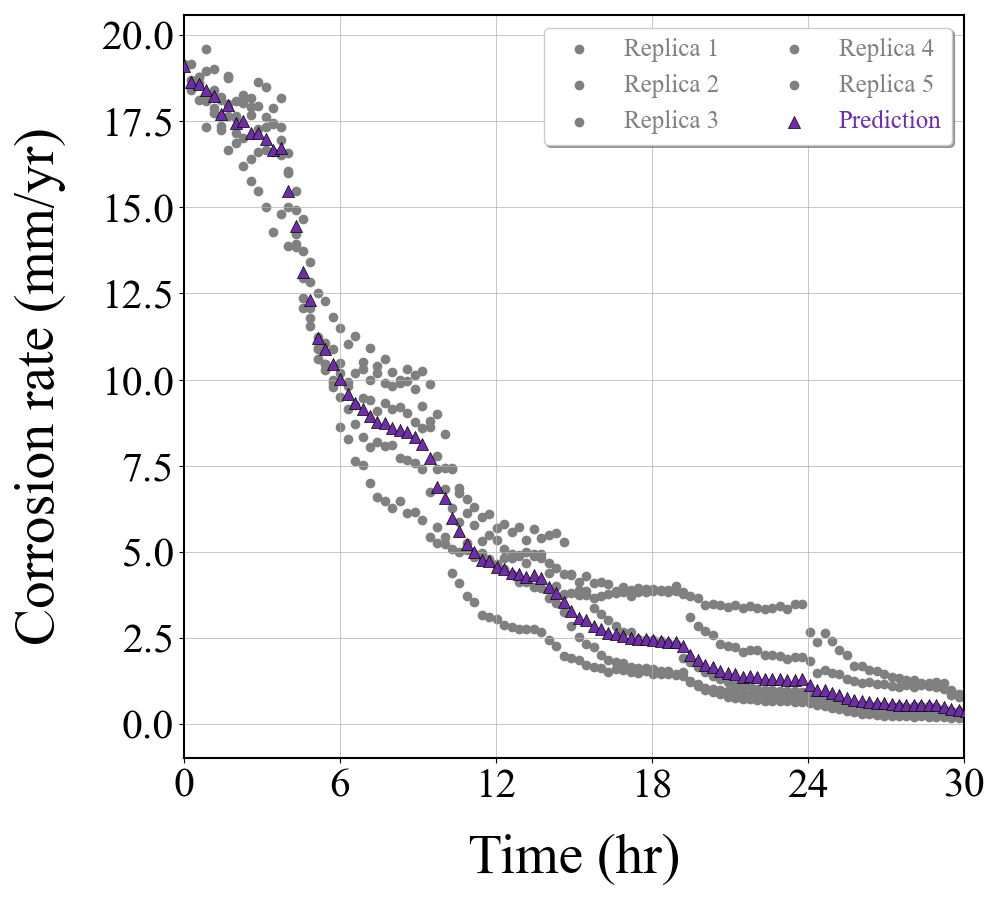 20.0
17.5
15.0
12.5
10.0
7.5
5.0
2.5
0.0
Corrosion rate (mm/yr)
Replica 1
Replica 2
Replica 3
Replica 4
Replica 5
Prediction
0 6 12 18 24 30
Time (hr)